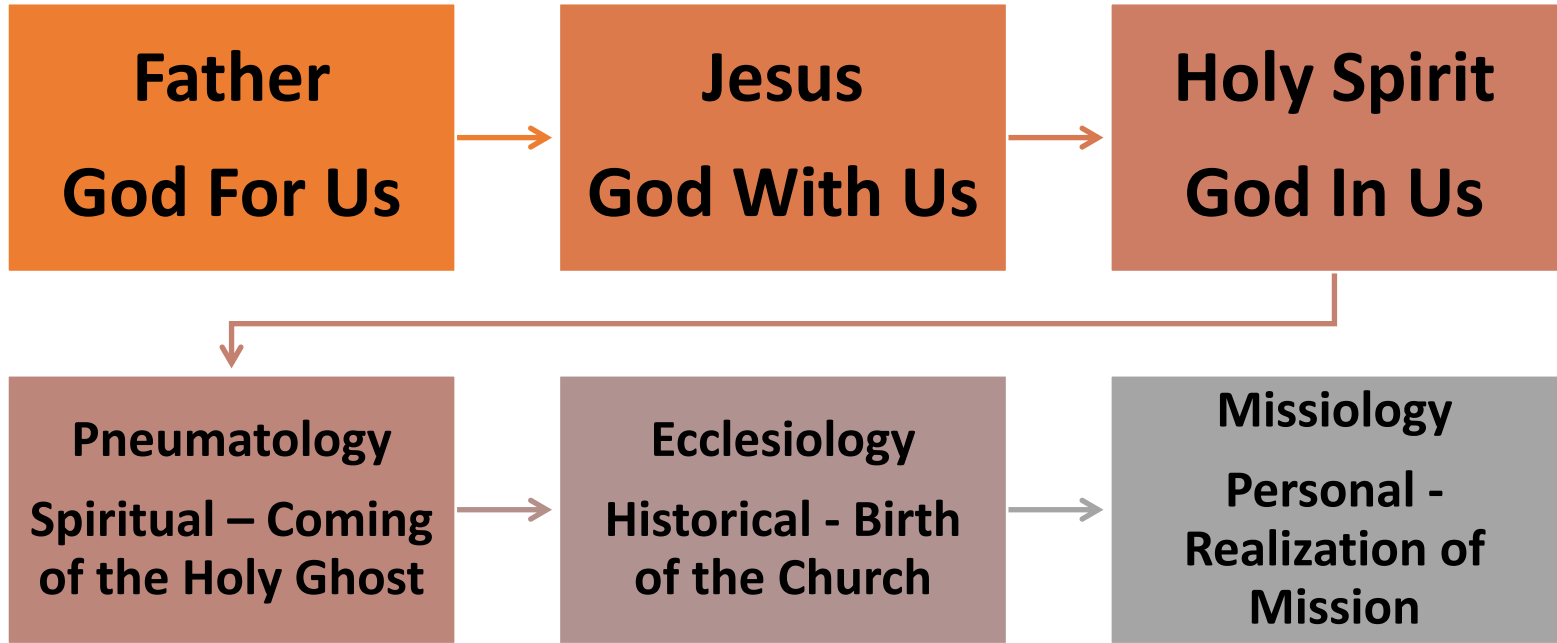 Father
God For Us
Jesus
God With Us
Holy Spirit
God In Us
Pneumatology
Spiritual – Coming
of the Holy Ghost
Ecclesiology
Historical - Birth
of the Church
Missiology
Personal -
Realization of
Mission